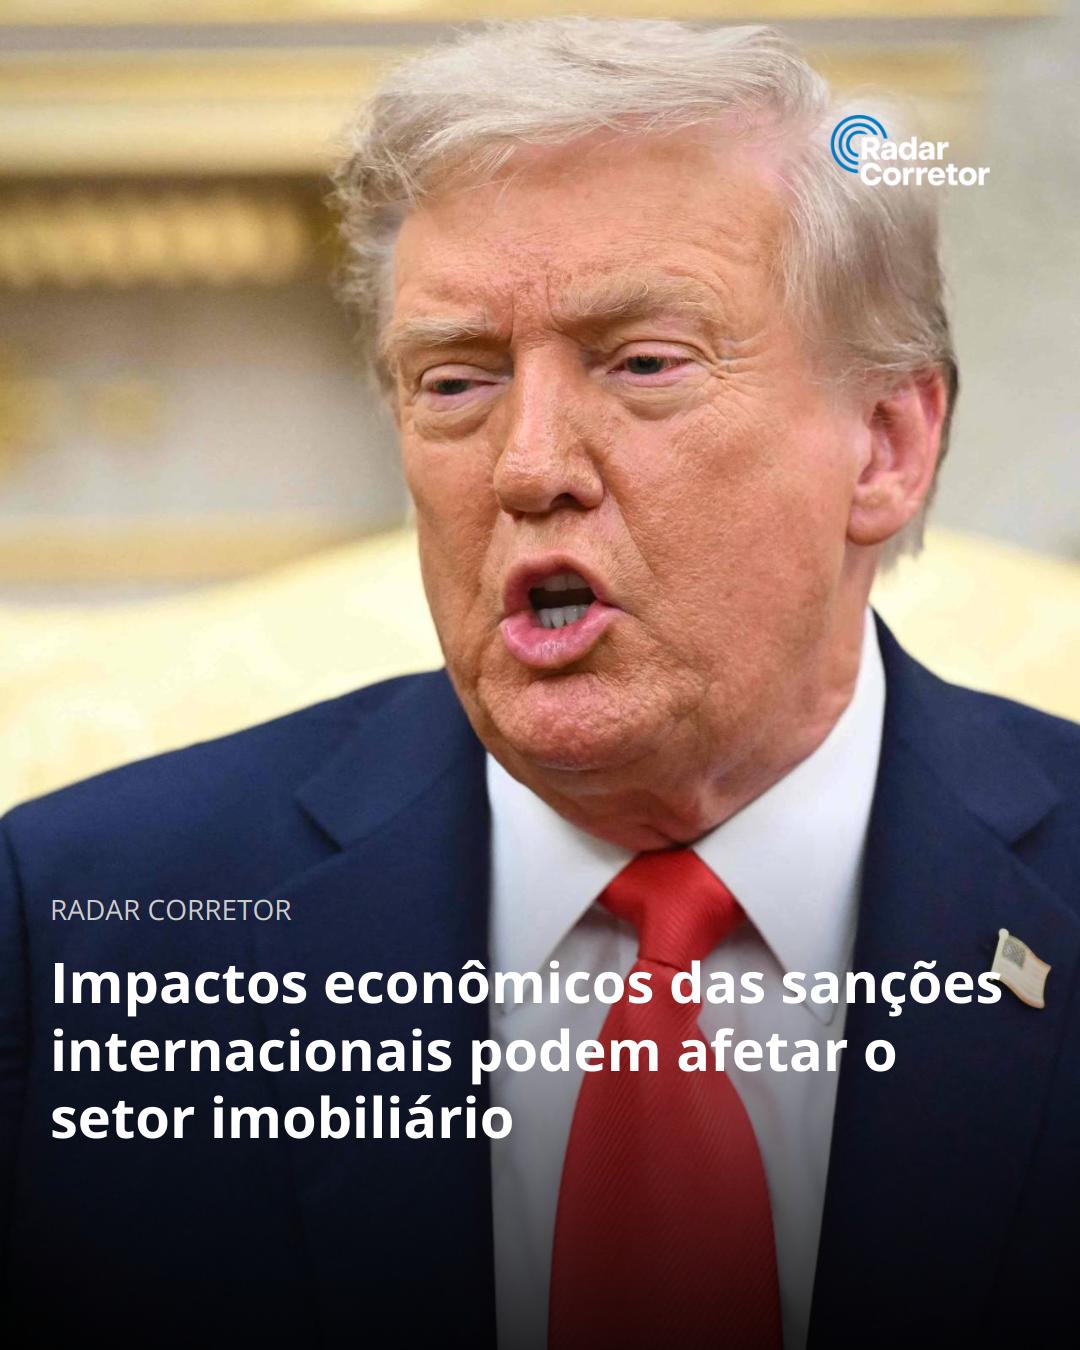 Radar
Corretor
RADAR CORRETOR
Impactos econômicos das sanções
internacionais podem afetar o
setor imobiliário